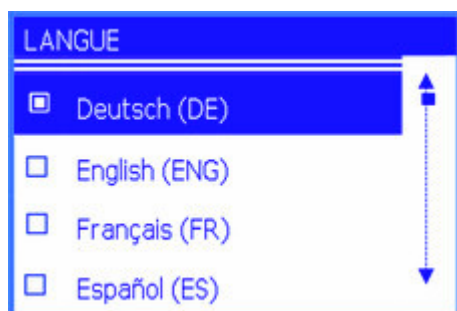 LANGUE
Deutsch (DE)
English (ENG)
Français (FR)
Español (ES)